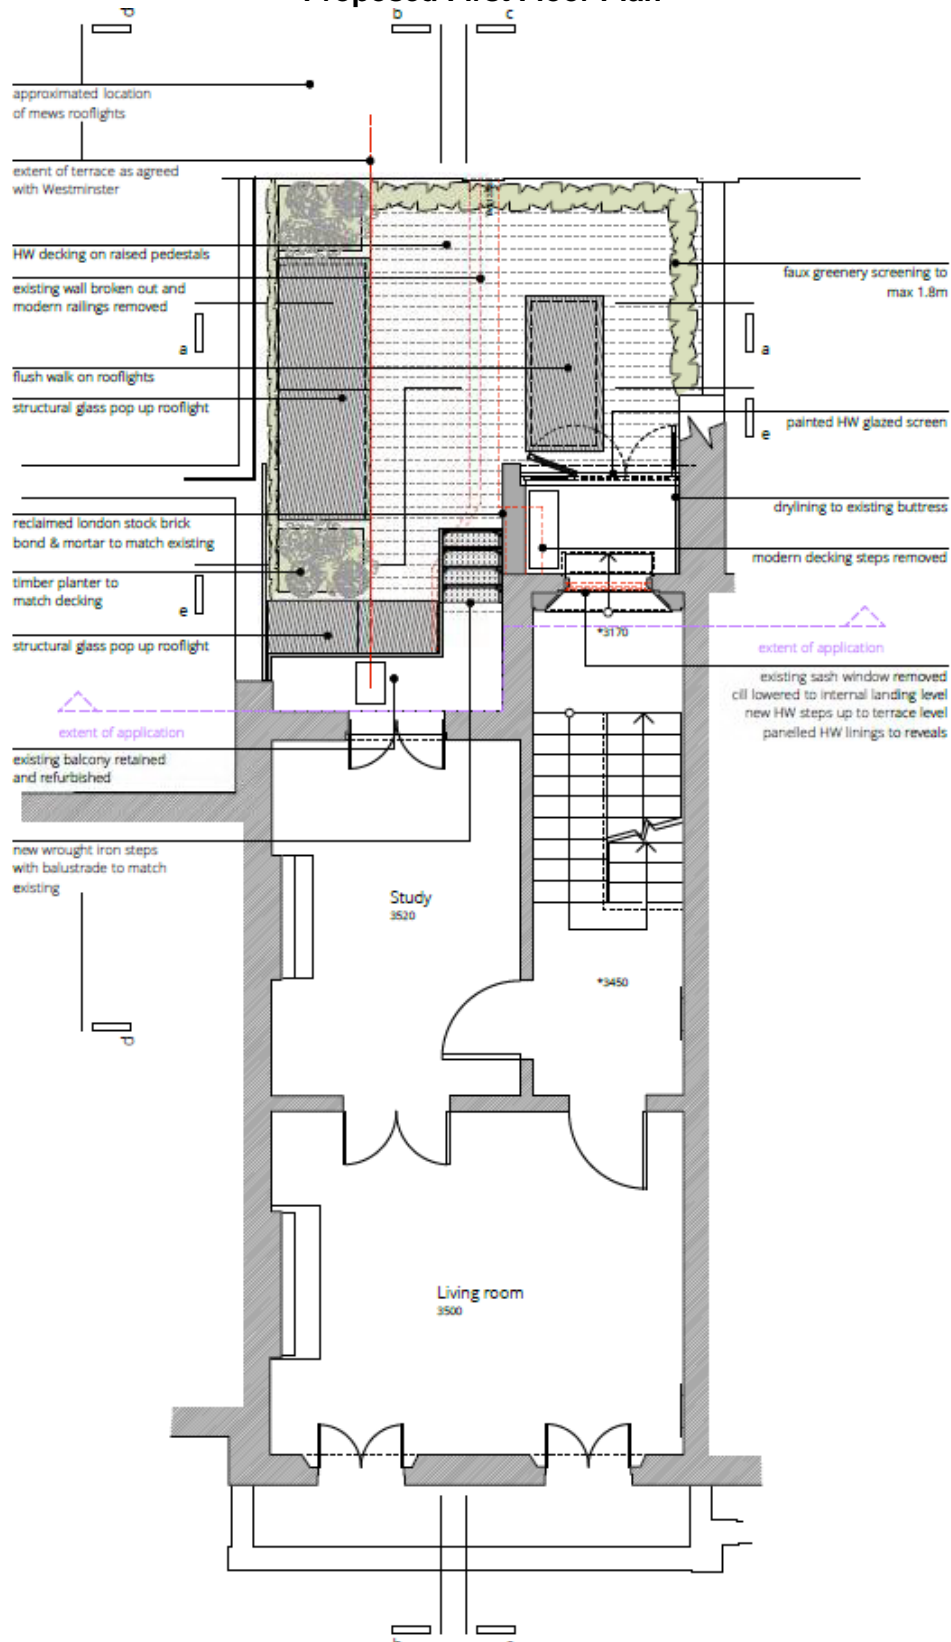 Proposed First Floor Plan
d
b
c
approximated location
of mews rooflights
extent of terrace as agreed
with Westminster
HW decking on raised pedestals
existing wall broken out and
modern railings removed
a
flush walk on rooflights
structural glass pop up rooflight
reclaimed london stock brick
bond & mortar to match existing
timber planter to
match decking
e
structural glass pop up rooflight
extent of application
existing balcony retained
and refurbished
new wrought iron steps
with balustrade to match
existing
d
faux greenery screening to
max 1.8m
a
painted HW glazed screen
e
drylining to existing buttress
modern decking steps removed
*3170
extent of application
existing sash window removed
cill lowered to internal landing level
new HW steps up to terrace level
panelled HW linings to reveals
Study
3520
*3450
Living room
3500